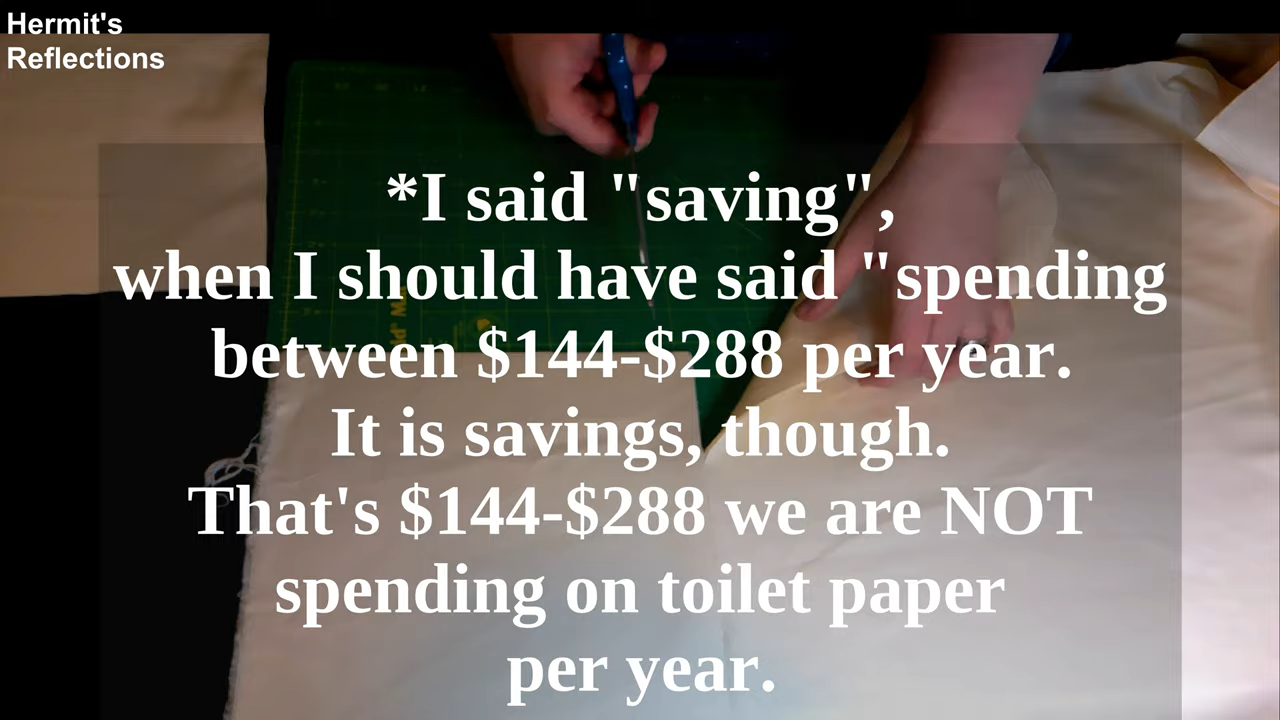 Hermit's
Reflections
*I said "saving",
when I should have said "spending
between $144-$288 per year.
It is savings, though.
That's $144-$288 we are NOT
spending on toilet paper
per year.